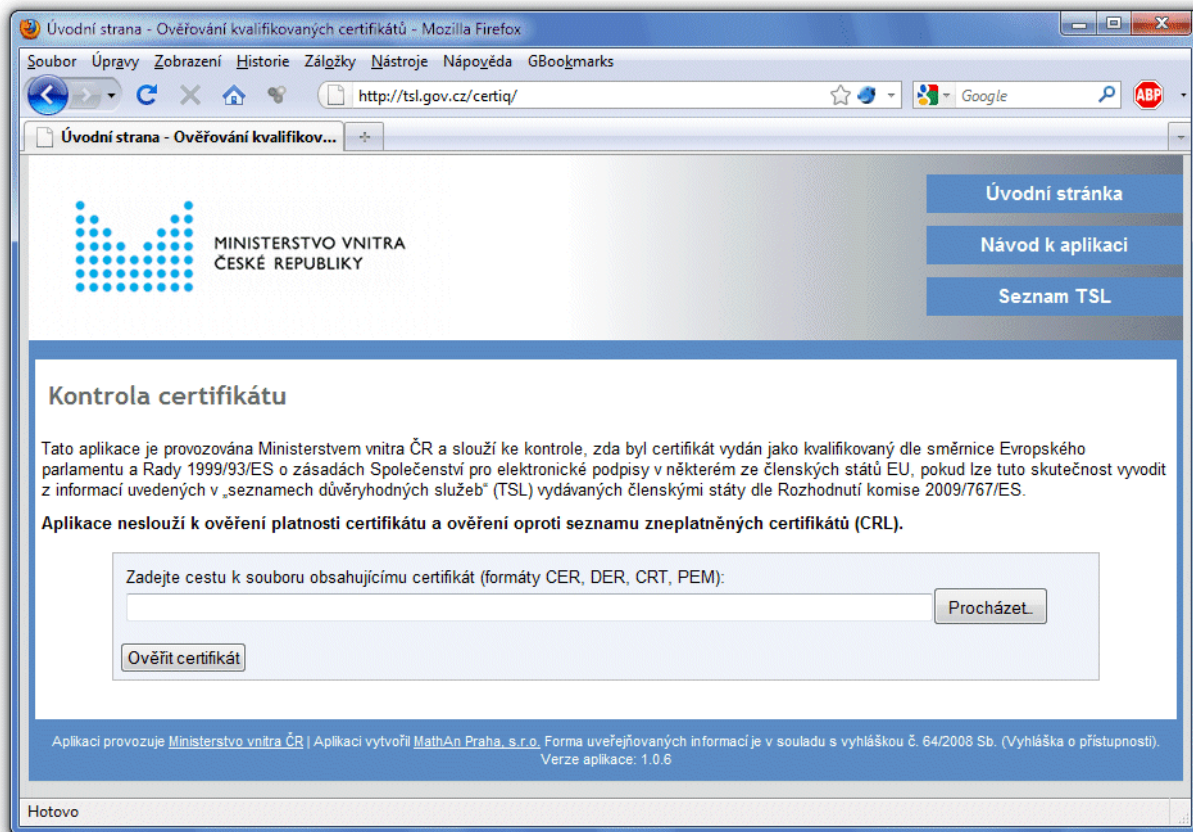 Úvodní strana - Ověřování kvalifikovaných certifikátů - Mozilla Firefox
Soubor Úpravy Zobrazení Historie Záložky Nástroje Nápověda GBookmarks
http://tsl.gov.cz/certiq/
Google
ABP
Úvodní strana - Ověřování kvalifikov...
MINISTERSTVO VNITRA
ČESKÉ REPUBLIKY
Úvodní stránka
Návod k aplikaci
Seznam TSL
Kontrola certifikátu
Tato aplikace je provozována Ministerstvem vnitra ČR a slouží ke kontrole, zda byl certifikát vydán jako kvalifikovaný dle směrnice Evropského
parlamentu a Rady 1999/93/ES o zásadách Společenství pro elektronické podpisy v některém ze členských států EU, pokud lze tuto skutečnost vyvodit
z informací uvedených v „seznamech důvěryhodných služeb" (TSL) vydávaných členskými státy dle Rozhodnutí komise 2009/767/ES.
Aplikace neslouží k ověření platnosti certifikátu a ověření oproti seznamu zneplatněných certifikátů (CRL).
Zadejte cestu k souboru obsahujícímu certifikát (formáty CER, DER, CRT, PEM):
Procházet..
Ověřit certifikát
Aplikaci provozuje Ministerstvo vnitra ČR | Aplikaci vytvořil MathAn Praha, s.r.o. Forma uveřejňovaných informací je v souladu s vyhláškou č. 64/2008 Sb. (Vyhláška o přístupnosti).
Verze aplikace: 1.0.6
Hotovo